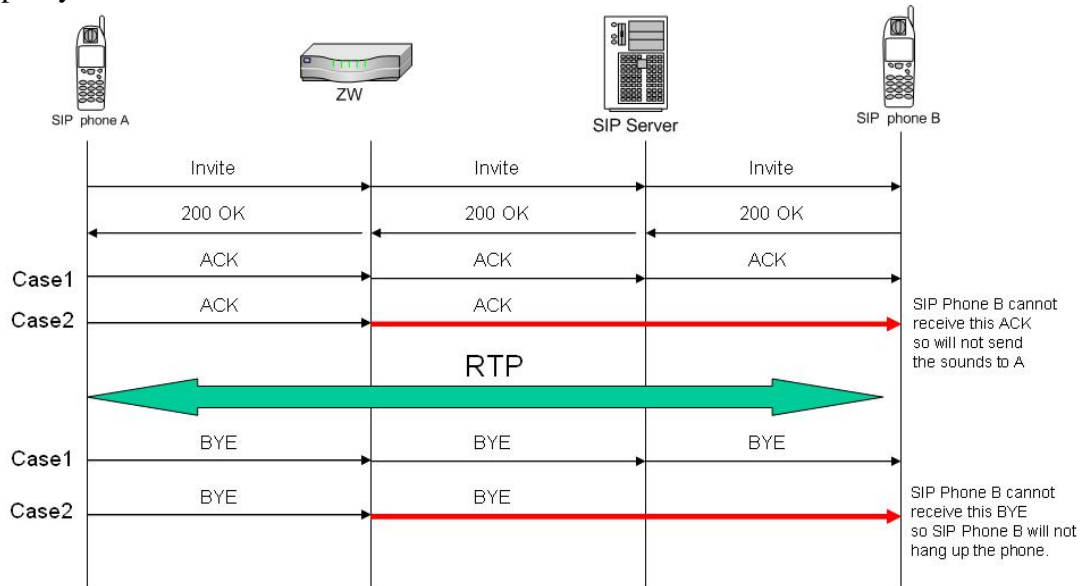 ZW
SIP phone A
SIP Server
SIP phone B
Invite Invite Invite
200 OK 200 OK 200 OK
Case1 ACK ACK ACK
Case2 ACK ACK
SIP Phone B cannot
receive this ACK
so will not send
the sounds to A
RTP
Case1 BYE BYE BYE
Case2 BYE BYE
SIP Phone B cannot
receive this BYE
so SIP Phone B will not
hang up the phone.